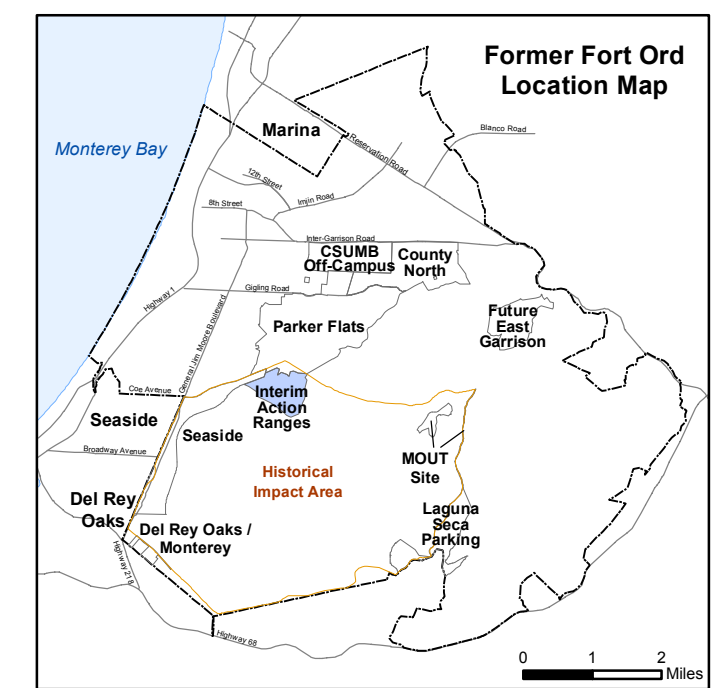 Former Fort Ord
Location Map
Monterey Bay
Marina
Blanco Road
Reservation Road
12th Street
Imjin Road
8th Street
Inter-Garrison Road
CSUMB
Off-Campus
County
North
Gigling Road
Highway 1
General Jim Moore Boulevard
Parker Flats
Future
East
Garrison
Coe Avenue
Interim
Action
Ranges
Seaside
Seaside
Broadway Avenue
MOUT
Site
Historical
Impact Area
Del Rey
Oaks
Laguna
Seca
Parking
Del Rey Oaks /
Monterey
Highway 218
Highway 68
0 1 2
Miles